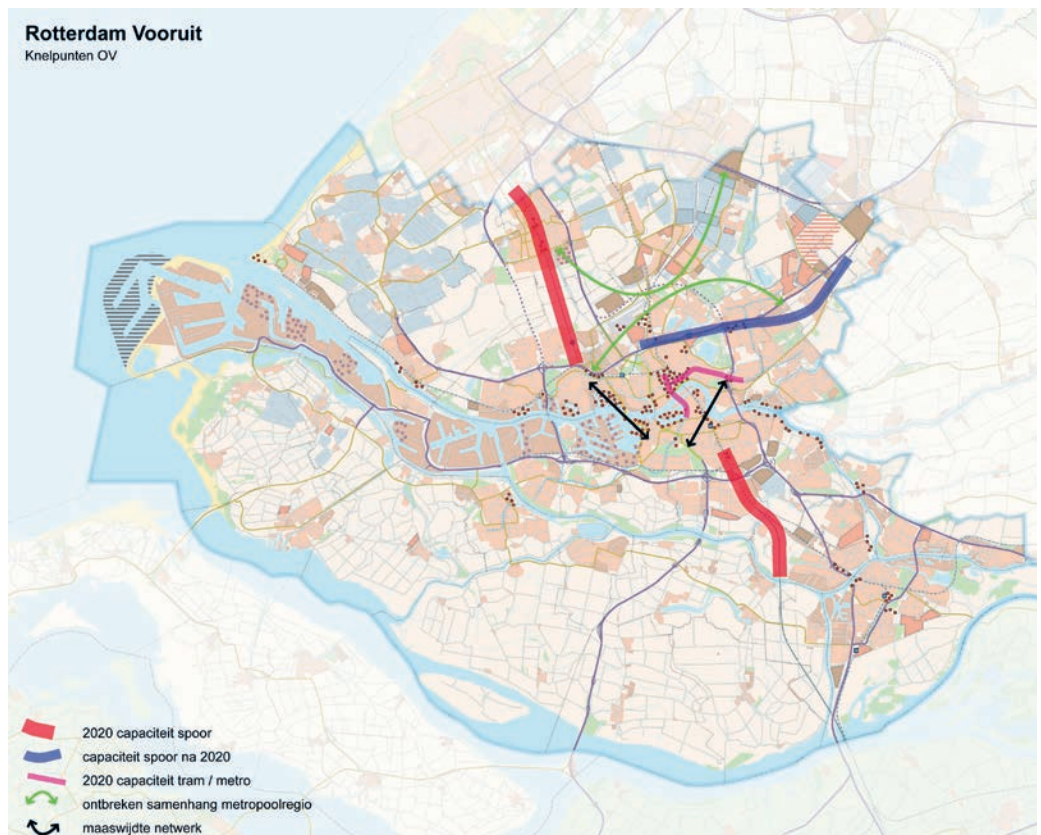 Rotterdam Vooruit
Knelpunten OV
2020 capaciteit spoor
capaciteit spoor na 2020
2020 capaciteit tram / metro
ontbreken samenhang metropoolregio
maaswijdte netwerk